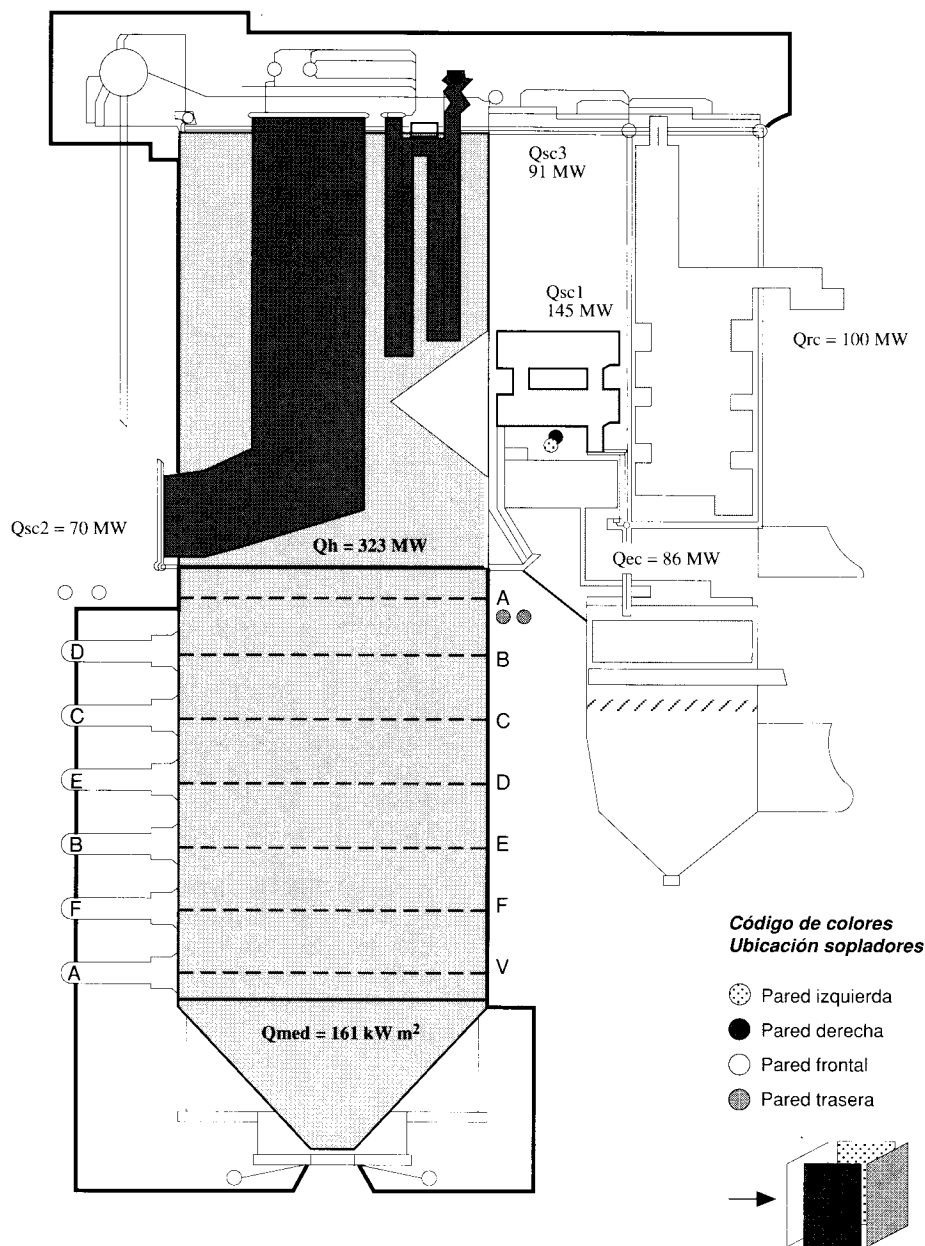 Qsc3
91 MW
Qsc1
145 MW
Qrc = 100 MW
Qsc2 = 70 MW
Qh = 323 MW
Qec = 86 MW
A
D
B
C
C
E
D
B
E
F
F
A
V
Qmed = 161 kW m²
Código de colores
Ubicación sopladores
Pared izquierda
Pared derecha
Pared frontal
Pared trasera